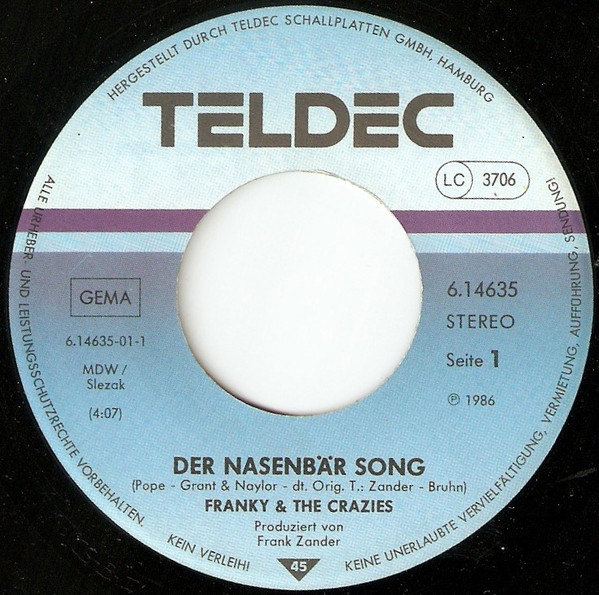 HERGESTELLT DURCH TELDEC SCHALLPLATTEN GMBH, HAMBURG
TELDEC
LC 3706
GEMA
6.14635-01-1
MDW /
Slezak
(4:07)
6.14635
STEREO
Seite 1
℗ 1986
DER NASENBÄR SONG
(Pope - Grant & Naylor - dt. Orig. T.: Zander - Bruhn)
FRANKY & THE CRAZIES
Produziert von
Frank Zander
45
ALLE URHEBER- UND LEISTUNGSSCHUTZRECHTE VORBEHALTEN. KEIN VERLEIH! KEINE UNERLAUBTE VERVIELFÄLTIGUNG, VERMIETUNG, AUFFÜHRUNG, SENDUNG!